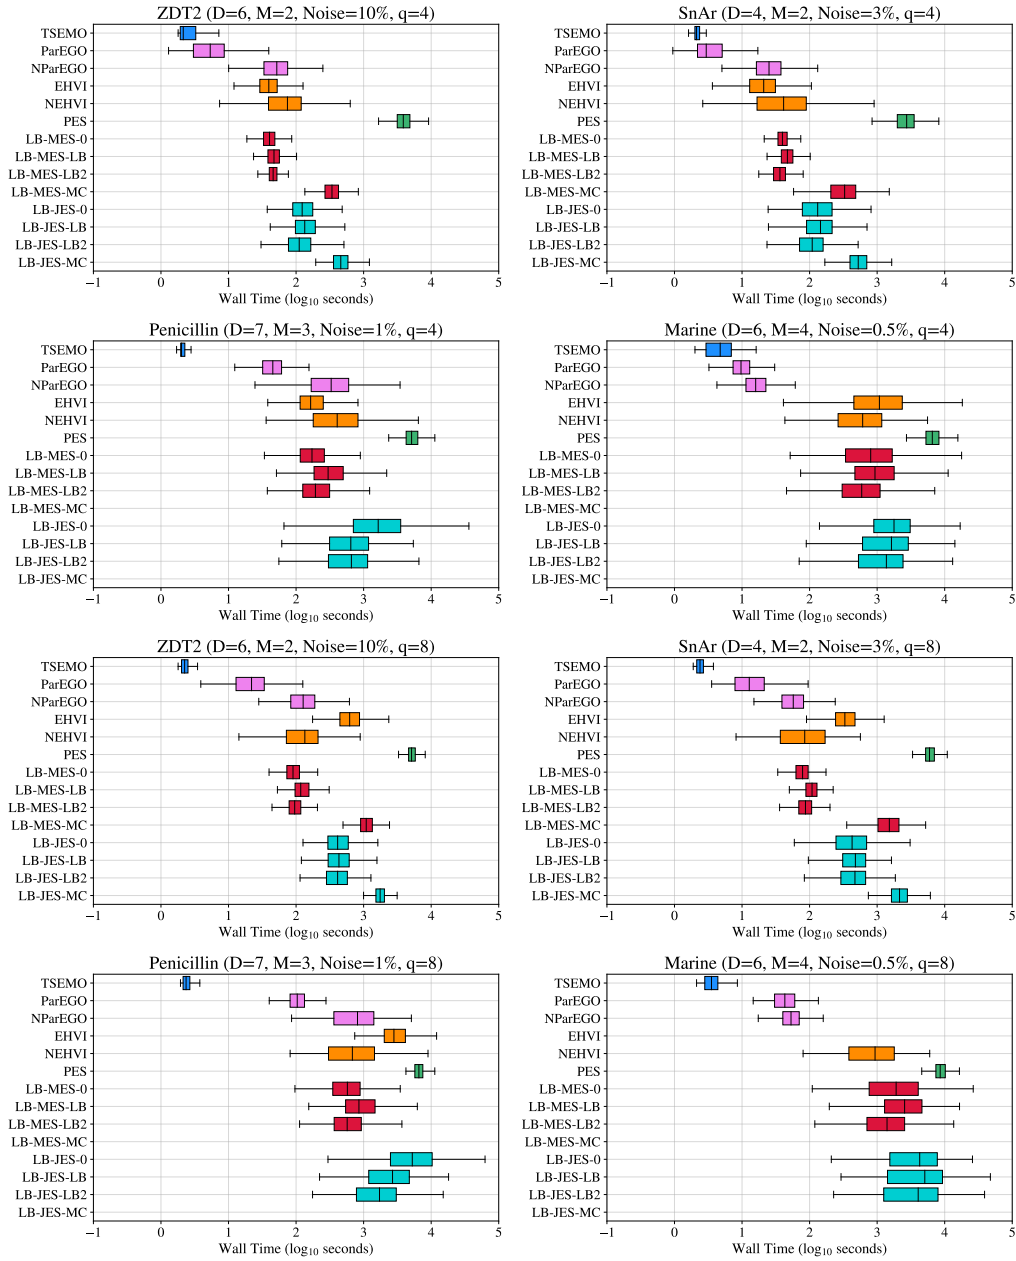 ZDT2 (D=6, M=2, Noise=10%, q=4)
TSEMO
ParEGO
NParEGO
EHVI
NEHVI
PES
LB-MES-0
LB-MES-LB
LB-MES-LB2
LB-MES-MC
LB-JES-0
LB-JES-LB
LB-JES-LB2
LB-JES-MC
−1 0 1 2 3 4 5
Wall Time (log10 seconds)
SnAr (D=4, M=2, Noise=3%, q=4)
TSEMO
ParEGO
NParEGO
EHVI
NEHVI
PES
LB-MES-0
LB-MES-LB
LB-MES-LB2
LB-MES-MC
LB-JES-0
LB-JES-LB
LB-JES-LB2
LB-JES-MC
−1 0 1 2 3 4 5
Wall Time (log10 seconds)
Penicillin (D=7, M=3, Noise=1%, q=4)
TSEMO
ParEGO
NParEGO
EHVI
NEHVI
PES
LB-MES-0
LB-MES-LB
LB-MES-LB2
LB-MES-MC
LB-JES-0
LB-JES-LB
LB-JES-LB2
LB-JES-MC
−1 0 1 2 3 4 5
Wall Time (log10 seconds)
Marine (D=6, M=4, Noise=0.5%, q=4)
TSEMO
ParEGO
NParEGO
EHVI
NEHVI
PES
LB-MES-0
LB-MES-LB
LB-MES-LB2
LB-MES-MC
LB-JES-0
LB-JES-LB
LB-JES-LB2
LB-JES-MC
−1 0 1 2 3 4 5
Wall Time (log10 seconds)
ZDT2 (D=6, M=2, Noise=10%, q=8)
TSEMO
ParEGO
NParEGO
EHVI
NEHVI
PES
LB-MES-0
LB-MES-LB
LB-MES-LB2
LB-MES-MC
LB-JES-0
LB-JES-LB
LB-JES-LB2
LB-JES-MC
−1 0 1 2 3 4 5
Wall Time (log10 seconds)
SnAr (D=4, M=2, Noise=3%, q=8)
TSEMO
ParEGO
NParEGO
EHVI
NEHVI
PES
LB-MES-0
LB-MES-LB
LB-MES-LB2
LB-MES-MC
LB-JES-0
LB-JES-LB
LB-JES-LB2
LB-JES-MC
−1 0 1 2 3 4 5
Wall Time (log10 seconds)
Penicillin (D=7, M=3, Noise=1%, q=8)
TSEMO
ParEGO
NParEGO
EHVI
NEHVI
PES
LB-MES-0
LB-MES-LB
LB-MES-LB2
LB-MES-MC
LB-JES-0
LB-JES-LB
LB-JES-LB2
LB-JES-MC
−1 0 1 2 3 4 5
Wall Time (log10 seconds)
Marine (D=6, M=4, Noise=0.5%, q=8)
TSEMO
ParEGO
NParEGO
EHVI
NEHVI
PES
LB-MES-0
LB-MES-LB
LB-MES-LB2
LB-MES-MC
LB-JES-0
LB-JES-LB
LB-JES-LB2
LB-JES-MC
−1 0 1 2 3 4 5
Wall Time (log10 seconds)